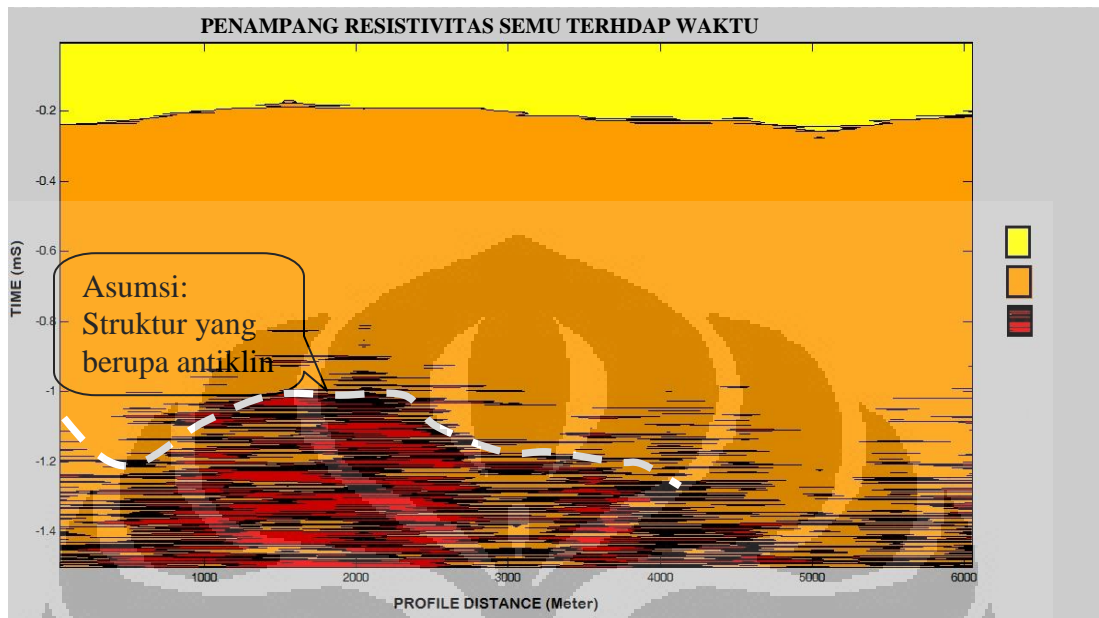 PENAMPANG RESISTIVITAS SEMU TERHDAP WAKTU
-0.2
-0.4
-0.6
-0.8
-1
-1.2
-1.4
TIME (mS)
Asumsi:
Struktur yang
berupa antiklin
1000 2000 3000 4000 5000 6000
PROFILE DISTANCE (Meter)